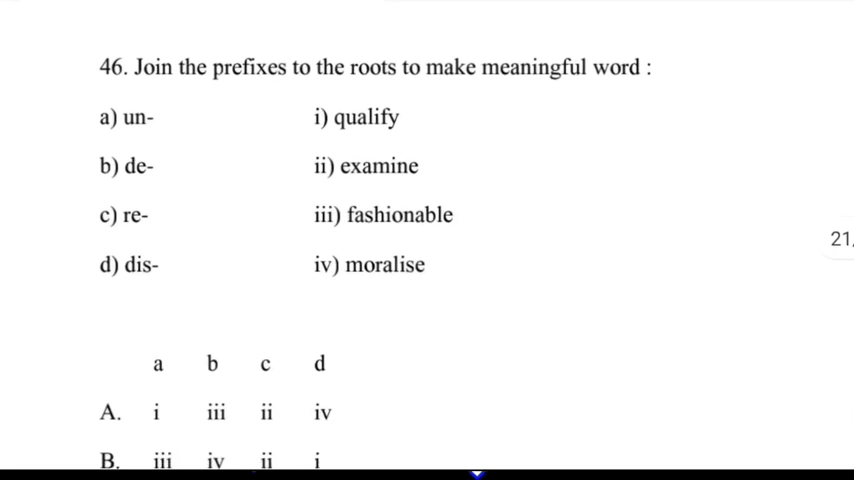 46. Join the prefixes to the roots to make meaningful word :
a) un- i) qualify
b) de- ii) examine
c) re- iii) fashionable
21,
d) dis- iv) moralise
a b c d
A. i iii ii iv
B. iii iv ii i